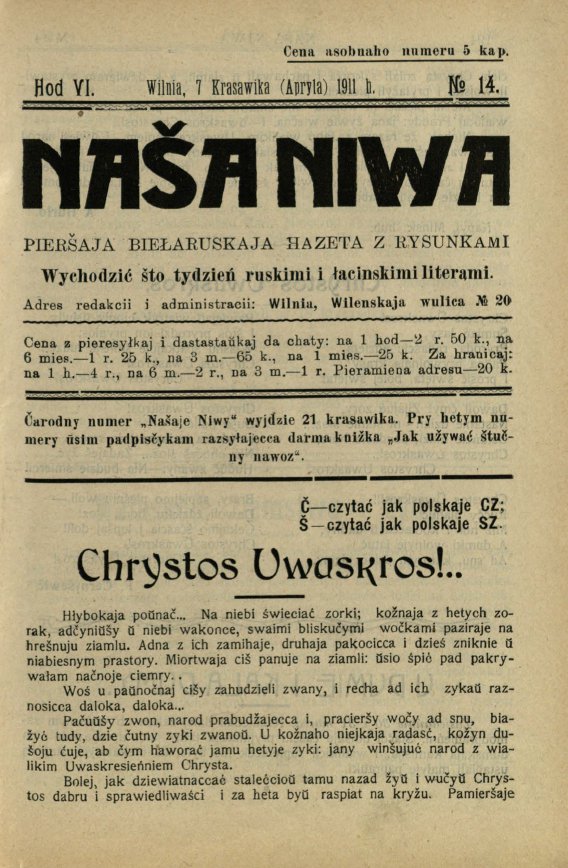 Cena asobnaho numeru 5 kap.
Hod VI. Wilnia, 7 Krasawika (Apryla) 1911 h. № 14.
NAŠA NIWA
PIERŠAJA BIEŁARUSKAJA HAZETA Z RYSUNKAMI
Wychodzić što tydzień ruskimi i łacinskimi literami.
Adres redakcii i administracii: Wilnia, Wilenskaja wulica № 20
Cena z pieresyłkaj i dastastaŭkaj da chaty: na 1 hod—2 r. 50 k., na
6 mies.—1 r. 25 k., na 3 m.—65 k., na 1 mies.—25 k. Za hranicaj:
na 1 h.—4 r., na 6 m.—2 r., na 3 m.—1 r. Pieramiena adresu—20 k.
Čarodny numer „Našaje Niwy" wyjdzie 21 krasawika. Pry hetym nu-
mery ŭsim padpisčykam razsyłajecca darma knižka „Jak užywać štuč-
ny nawoz".
Č—czytać jak polskaje CZ;
Š—czytać jak polskaje SZ.
Chrystos Uwaskros!..
Hłybokaja poŭnač... Na niebi świeciać zorki; kožnaja z hetych zo-
rak, adčyniŭšy ŭ niebi wakonce, swaimi bliskučymi wočkami paziraje na
hrešnuju ziamlu. Adna z ich zamihaje, druhaja pakocicca i dzieś zniknie ŭ
niabiesnym prastory. Miortwaja ciš panuje na ziamli: ŭsio śpić pad pakry-
wałam načnoje ciemry..
Woś u paŭnočnaj cišy zahudzieli zwany, i recha ad ich zykaŭ raz-
nosicca daloka, daloka...
Pačuŭšy zwon, narod prabudžajecca i, pracieršy wočy ad snu, bia-
žyć tudy, dzie čutny zyki zwanoŭ. U kožnaho niejkaja radaść, kožyn du-
šoju ćuje, ab čym haworać jamu hetyje zyki: jany winšujuć narod z wia-
likim Uwaskresieńniem Chrysta.
Bolej, jak dziewiatnaccać stalećcioŭ tamu nazad žyŭ i wučyŭ Chrys-
tos dabru i sprawiedliwaści i za heta byŭ raspiat na kryžu. Pamieršaje